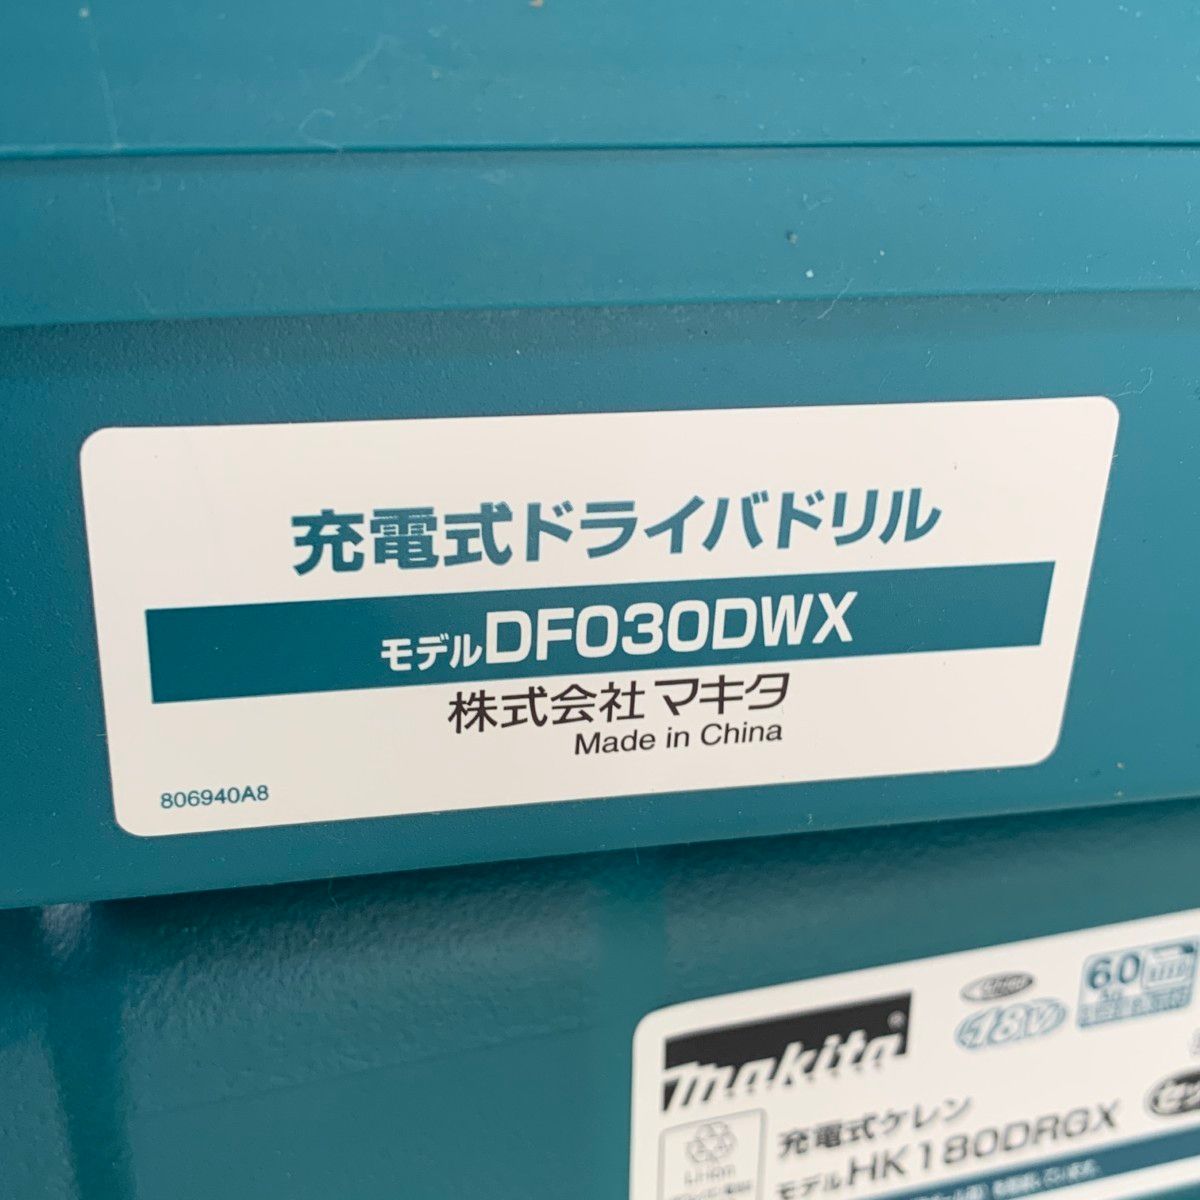 充電式ドライバドリル
モデルDF030DWX
株式会社マキタ
Made in China
806940A8
18V
6.0
makita
充電式ケレン
モデルHK180DRGX
Li-ion